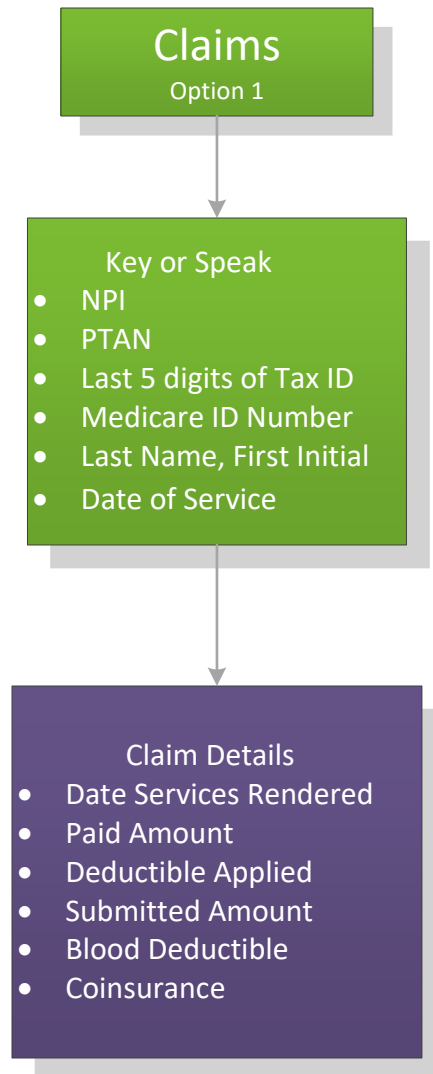 Claims
Option 1
Key or Speak
• NPI
• PTAN
• Last 5 digits of Tax ID
• Medicare ID Number
• Last Name, First Initial
• Date of Service
Claim Details
• Date Services Rendered
• Paid Amount
• Deductible Applied
• Submitted Amount
• Blood Deductible
• Coinsurance